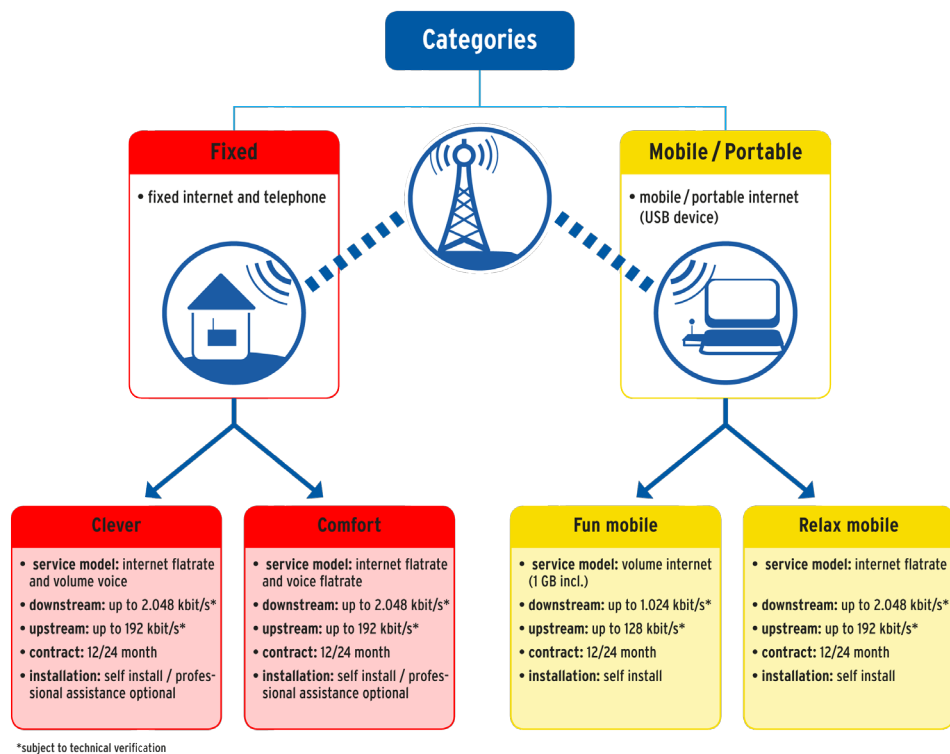 Categories
Fixed
• fixed internet and telephone
Mobile / Portable
• mobile / portable internet
(USB device)
Clever
• service model: internet flatrate
and volume voice
• downstream: up to 2.048 kbit/s*
• upstream: up to 192 kbit/s*
• contract: 12/24 month
• installation: self install / profes-
sional assistance optional
Comfort
• service model: internet flatrate
and voice flatrate
• downstream: up to 2.048 kbit/s*
• upstream: up to 192 kbit/s*
• contract: 12/24 month
• installation: self install / profes-
sional assistance optional
Fun mobile
• service model: volume internet
(1 GB incl.)
• downstream: up to 1.024 kbit/s*
• upstream: up to 128 kbit/s*
• contract: 12/24 month
• installation: self install
Relax mobile
• service model: internet flatrate
• downstream: up to 2.048 kbit/s*
• upstream: up to 192 kbit/s*
• contract: 12/24 month
• installation: self install
*subject to technical verification